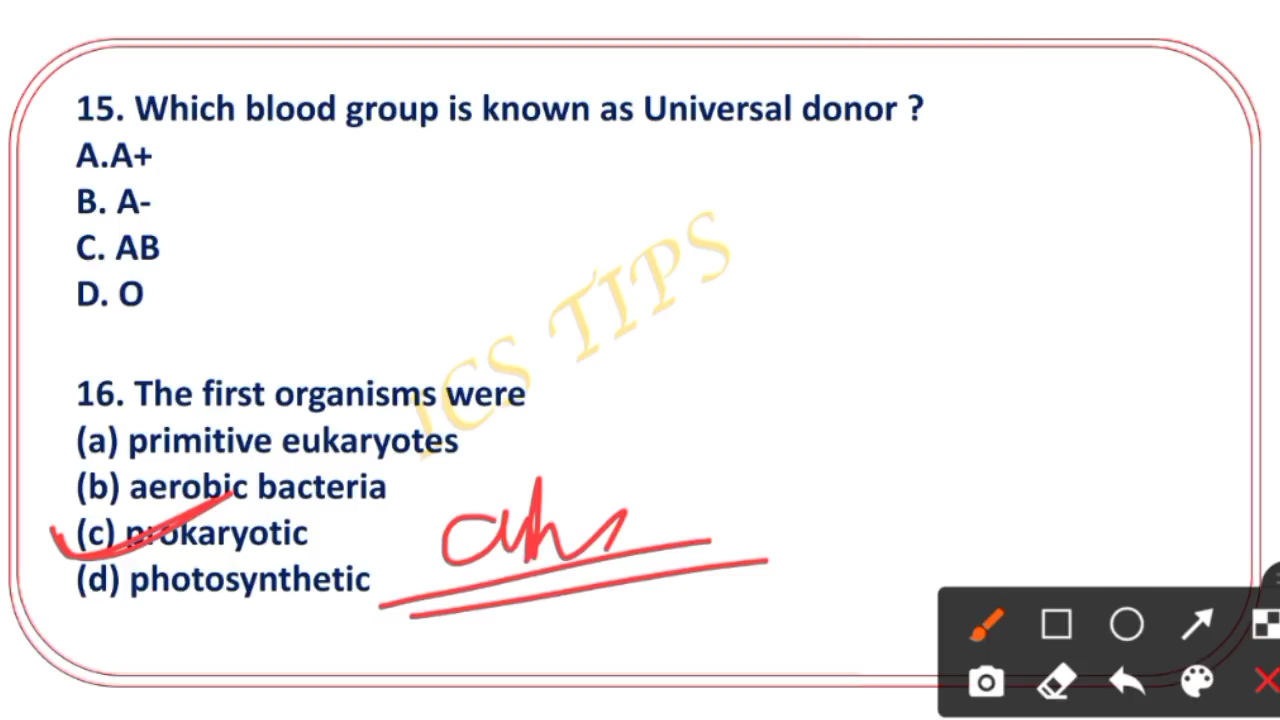 15. Which blood group is known as Universal donor ?
A.A+
B. A-
C. AB
D. O
ICS TIPS
16. The first organisms were
(a) primitive eukaryotes
(b) aerobic bacteria
(c) prokaryotic
(d) photosynthetic